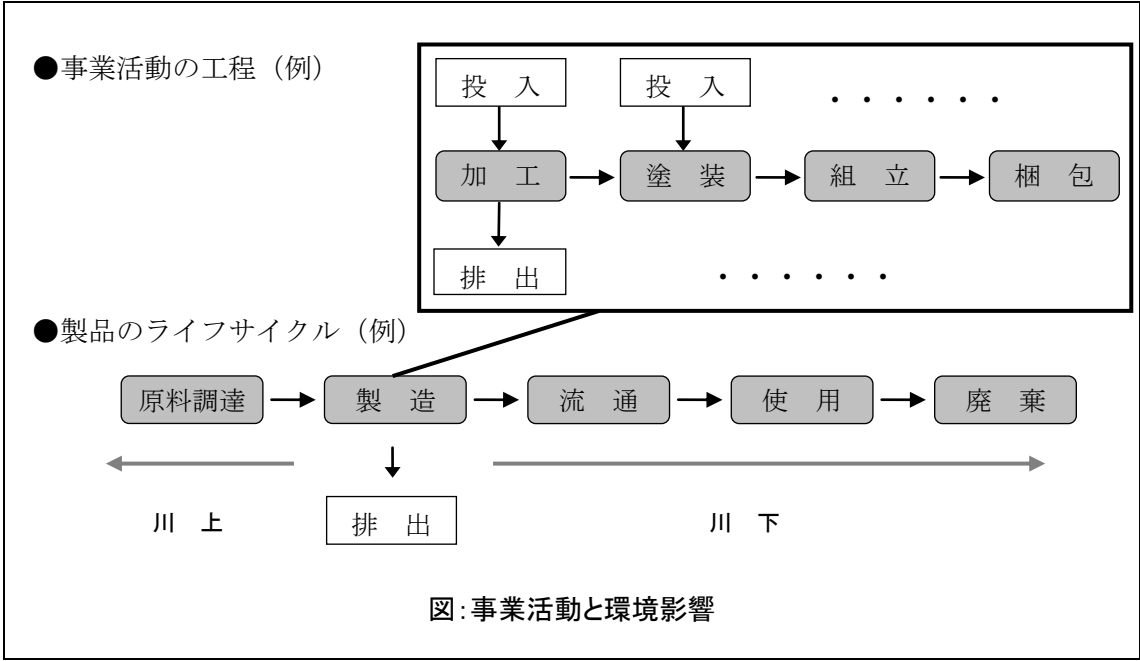 ●事業活動の工程（例）
投　入
投　入
・・・・・・
加　工
塗　装
組　立
梱　包
排　出
・・・・・・
●製品のライフサイクル（例）
原料調達
製　造
流　通
使　用
廃　棄
川　上
排　出
川　下
図：事業活動と環境影響